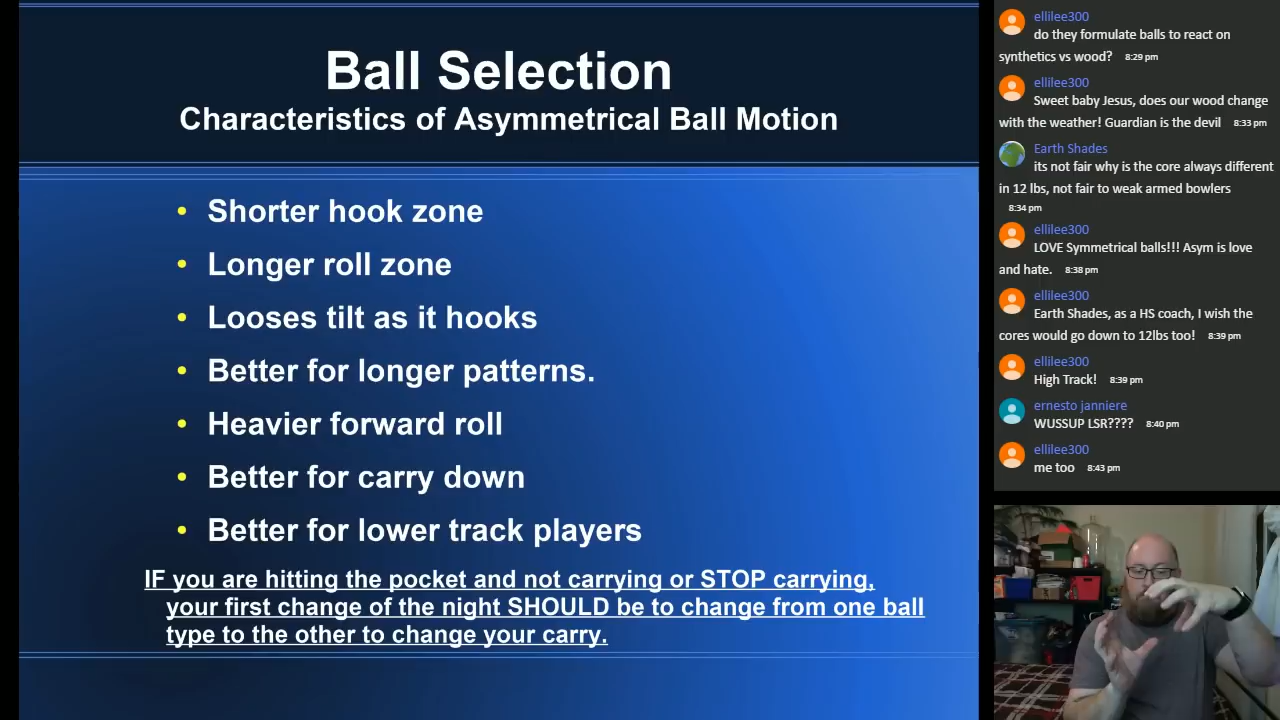 Ball Selection
Characteristics of Asymmetrical Ball Motion
• Shorter hook zone
• Longer roll zone
• Looses tilt as it hooks
• Better for longer patterns.
• Heavier forward roll
• Better for carry down
• Better for lower track players
IF you are hitting the pocket and not carrying or STOP carrying,
your first change of the night SHOULD be to change from one ball
type to the other to change your carry.
ellilee300
do they formulate balls to react on
synthetics vs wood? 8:29 pm
ellilee300
Sweet baby Jesus, does our wood change
with the weather! Guardian is the devil 8:33 pm
Earth Shades
its not fair why is the core always different
in 12 lbs, not fair to weak armed bowlers
8:34 pm
ellilee300
LOVE Symmetrical balls!!! Asym is love
and hate. 8:38 pm
ellilee300
Earth Shades, as a HS coach, I wish the
cores would go down to 12lbs too! 8:39 pm
ellilee300
High Track! 8:39 pm
ernesto janniere
WUSSUP LSR???? 8:40 pm
ellilee300
me too 8:43 pm